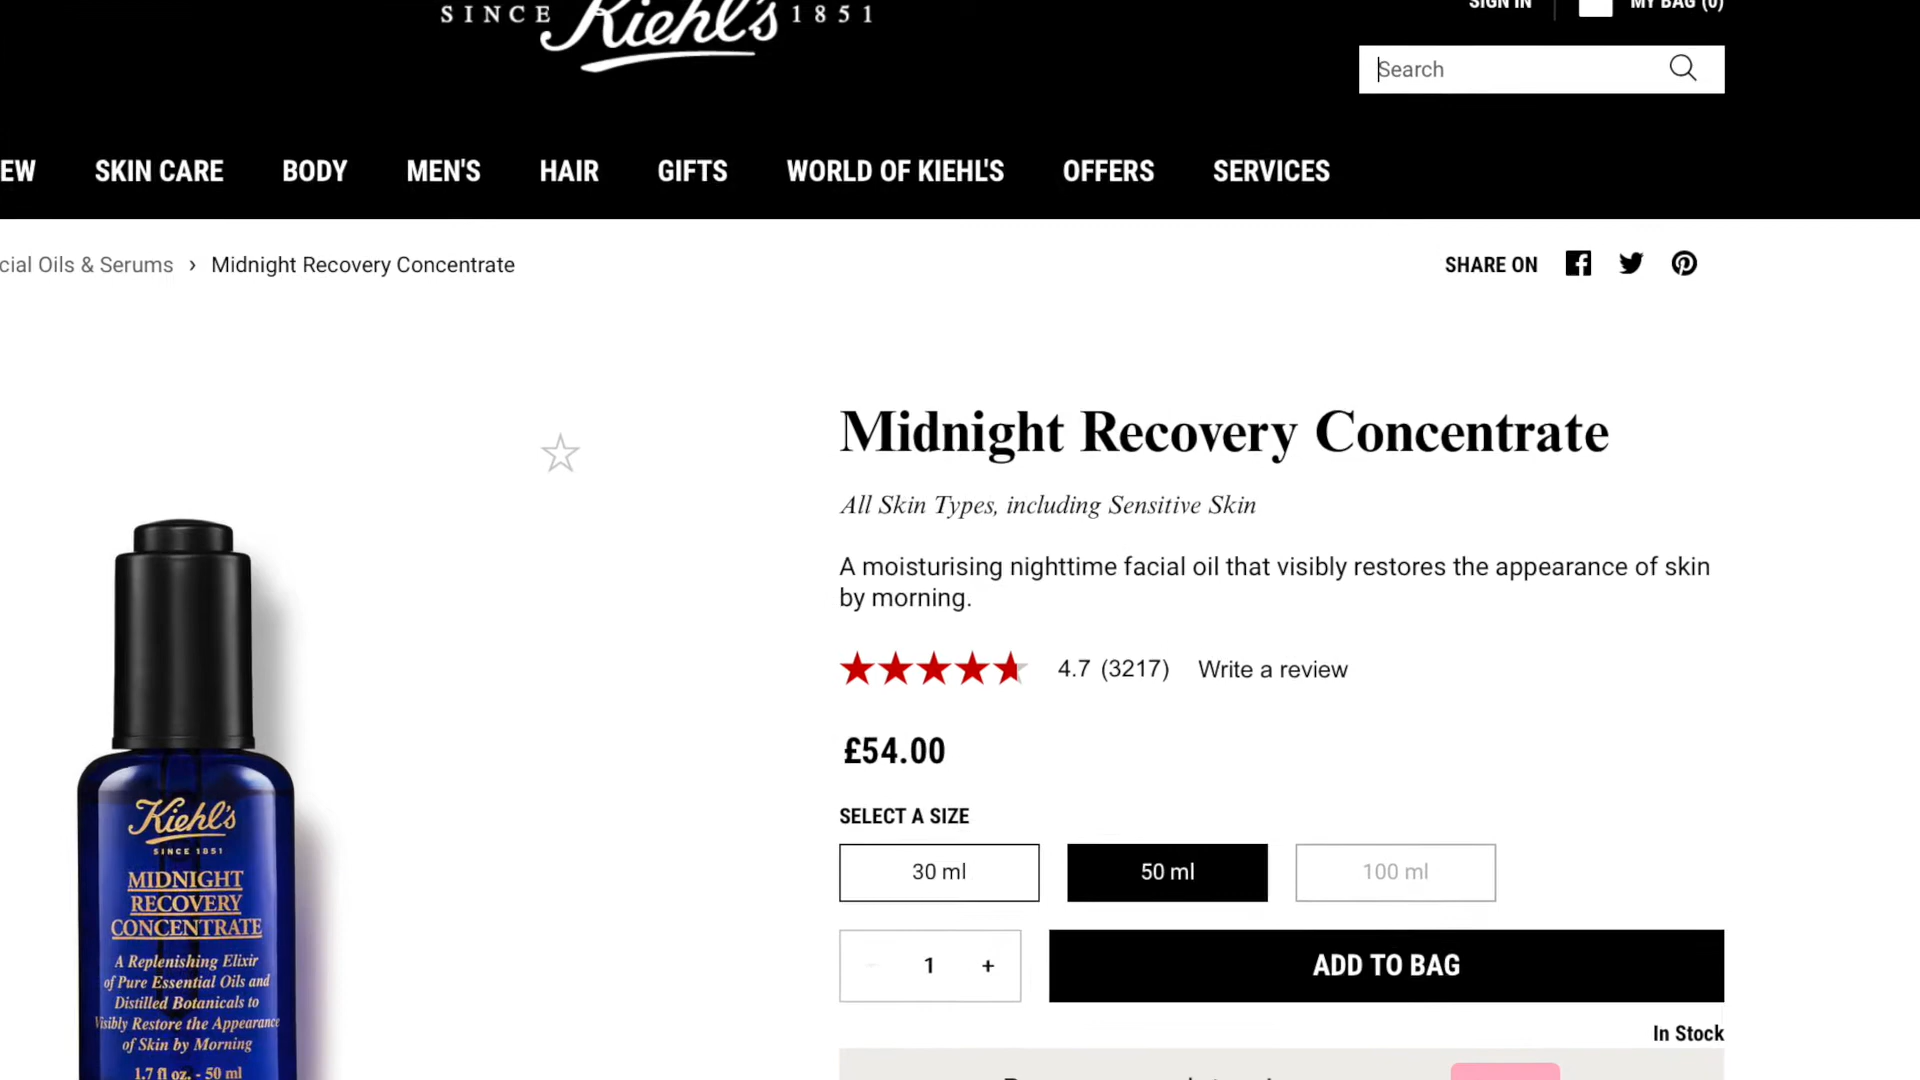 SINCE Kiehl's 1851
SIGN IN
MY BAG (0)
Search
EW SKIN CARE BODY MEN'S HAIR GIFTS WORLD OF KIEHL'S OFFERS SERVICES
cial Oils & Serums › Midnight Recovery Concentrate
SHARE ON
Midnight Recovery Concentrate
All Skin Types, including Sensitive Skin
A moisturising nighttime facial oil that visibly restores the appearance of skin
by morning.
4.7 (3217) Write a review
£54.00
SELECT A SIZE
30 ml 50 ml 100 ml
- 1 + ADD TO BAG
In Stock
Kiehl's
SINCE 1851
MIDNIGHT
RECOVERY
CONCENTRATE
A Replenishing Elixir
of Pure Essential Oils and
Distilled Botanicals to
Visibly Restore the Appearance
of Skin by Morning
1.7 fl oz. - 50 ml